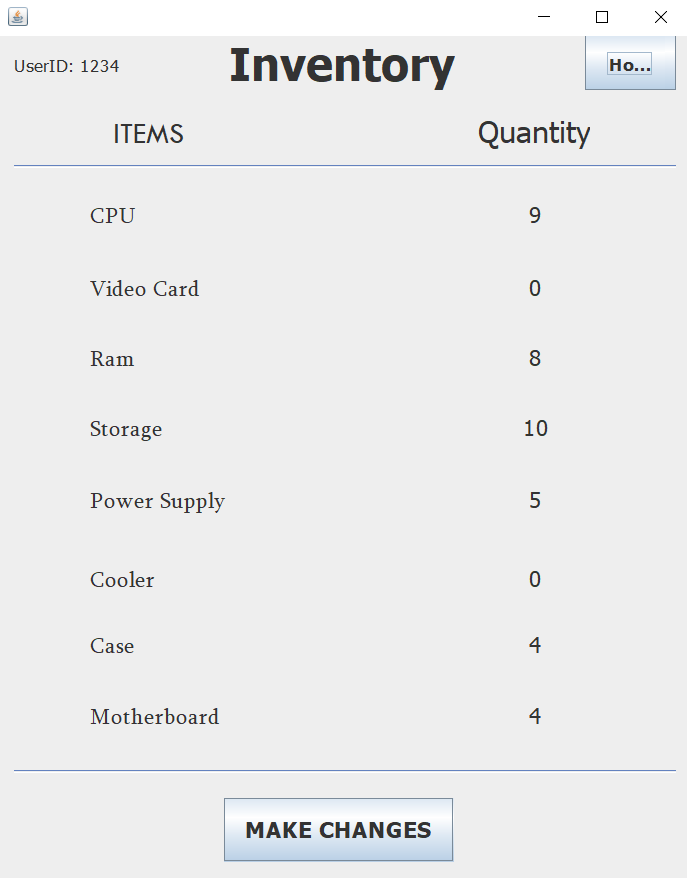 UserID: 1234 Inventory Ho...
ITEMS Quantity
CPU 9
Video Card 0
Ram 8
Storage 10
Power Supply 5
Cooler 0
Case 4
Motherboard 4
MAKE CHANGES